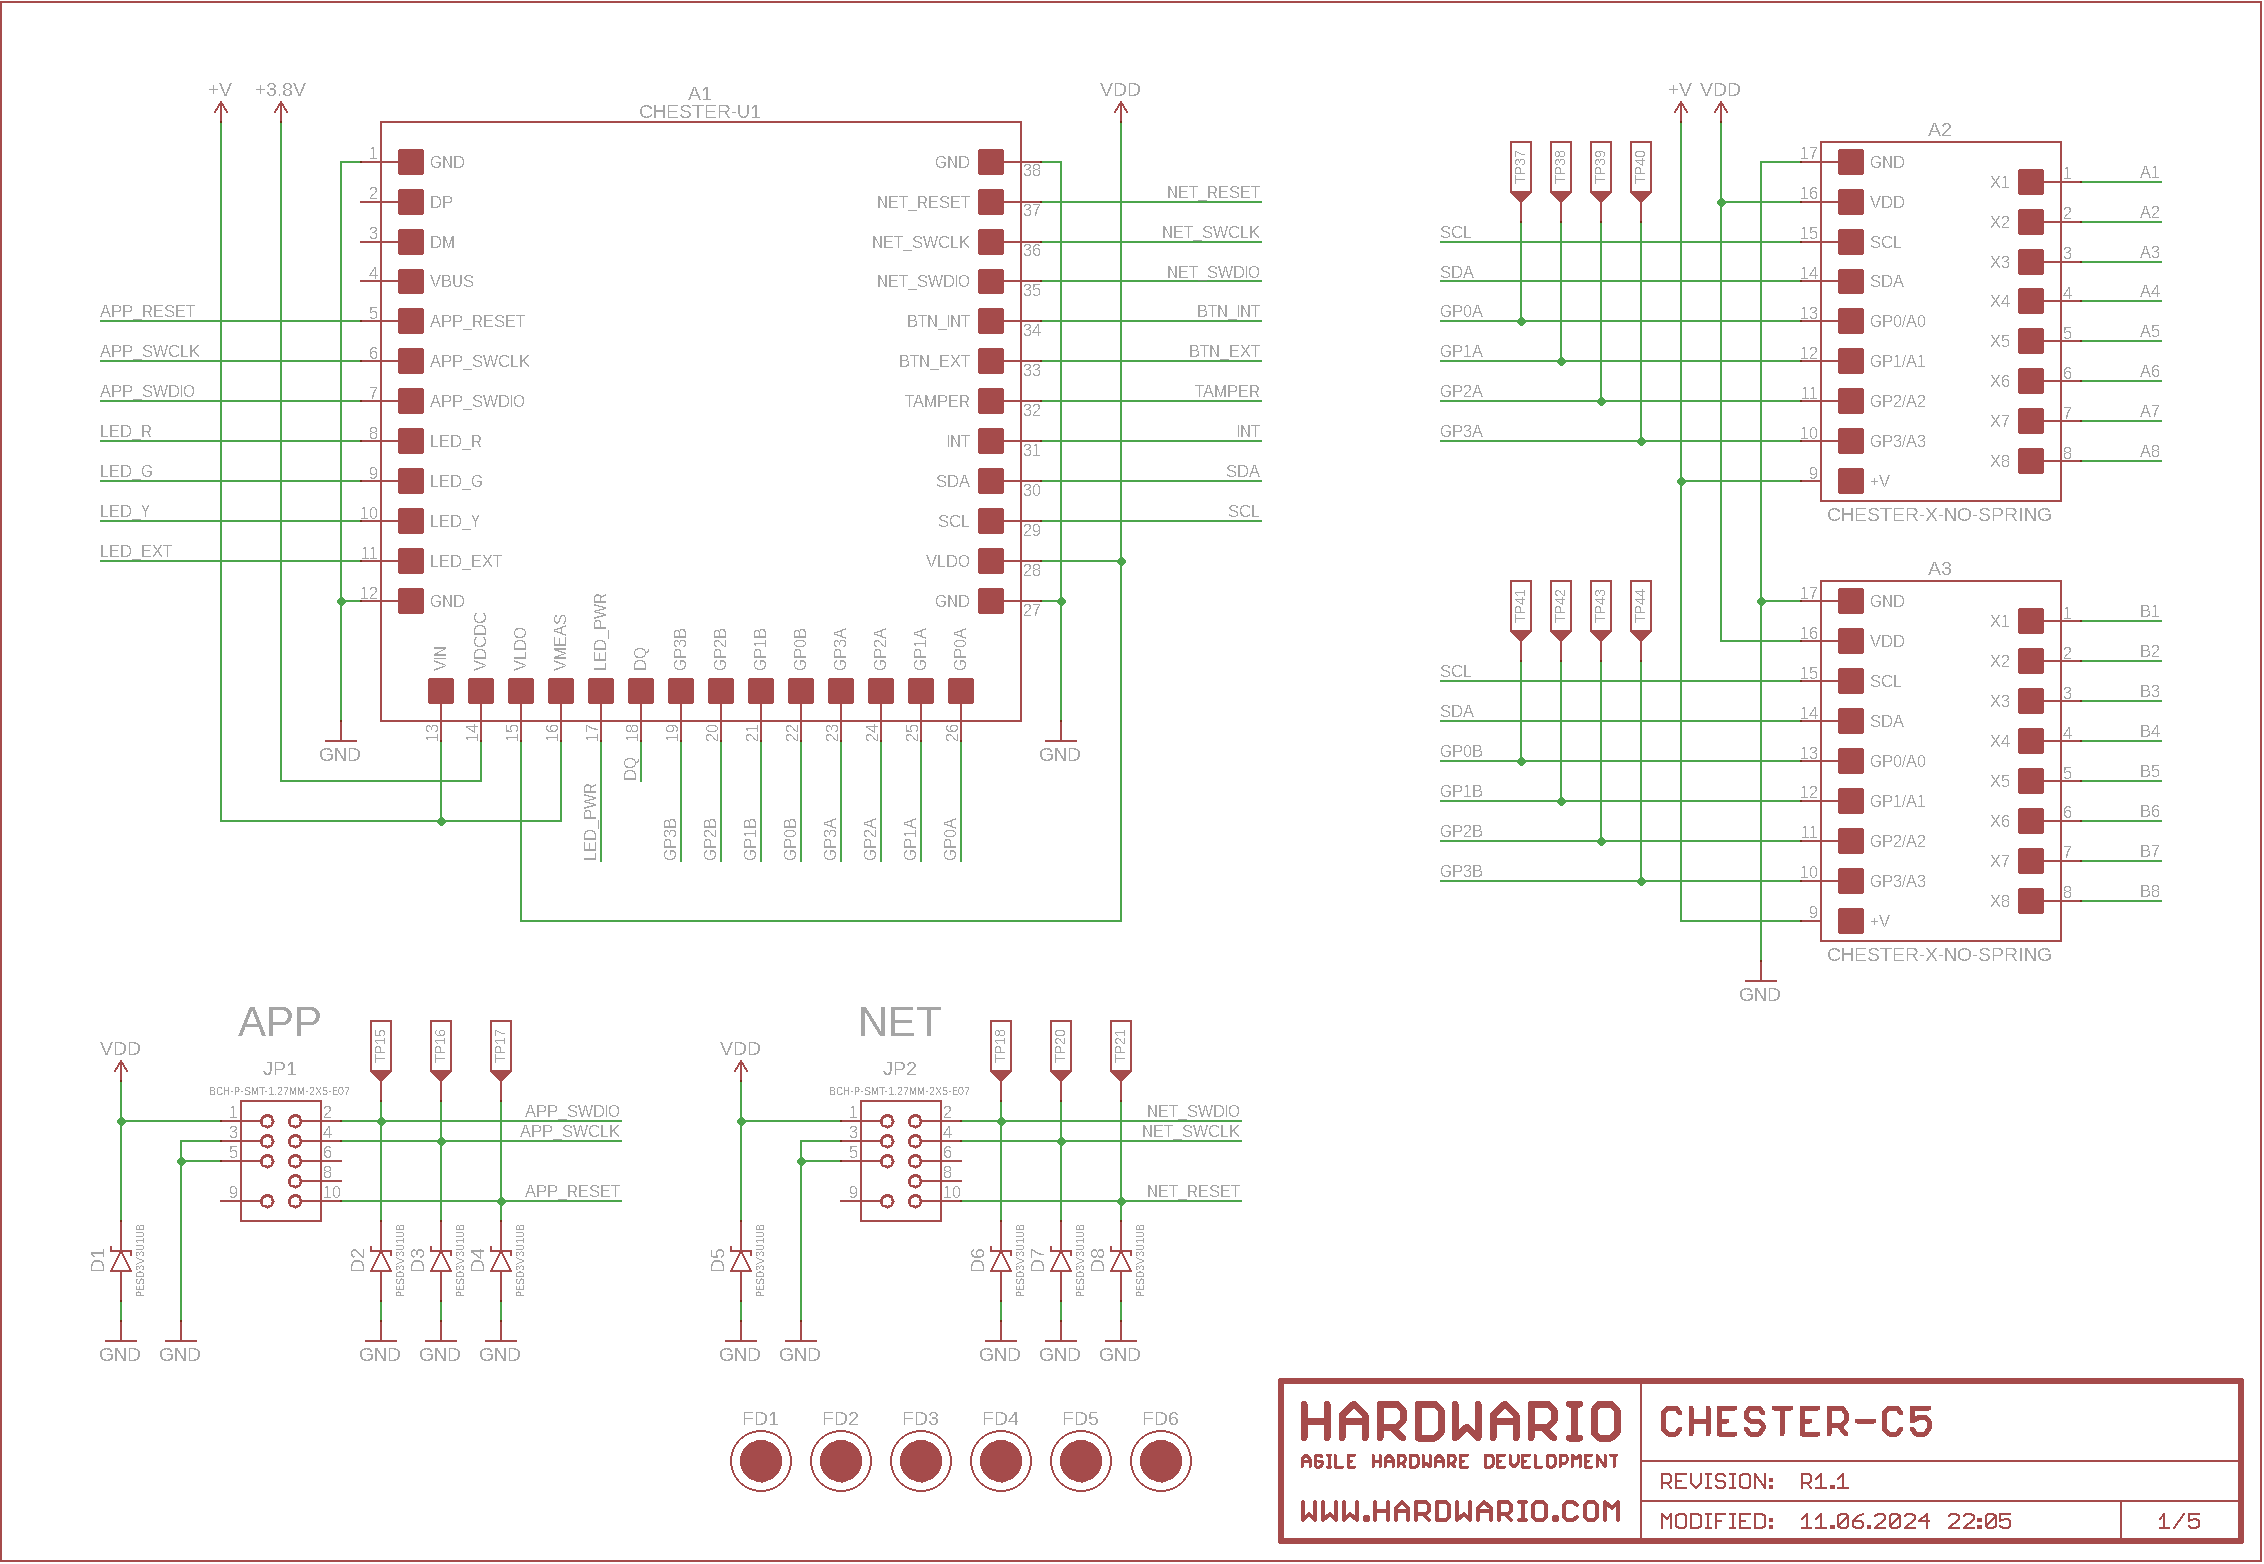 +V +3.8V
A1
CHESTER-U1
VDD
1 GND
2 DP
3 DM
4 VBUS
APP_RESET 5 APP_RESET
APP_SWCLK 6 APP_SWCLK
APP_SWDIO 7 APP_SWDIO
LED_R 8 LED_R
LED_G 9 LED_G
LED_Y 10 LED_Y
LED_EXT 11 LED_EXT
12 GND
GND 38
NET_RESET 37 NET_RESET
NET_SWCLK 36 NET_SWCLK
NET_SWDIO 35 NET_SWDIO
BTN_INT 34 BTN_INT
BTN_EXT 33 BTN_EXT
TAMPER 32 TAMPER
INT 31 INT
SDA 30 SDA
SCL 29 SCL
VLDO 28
GND 27
VIN VDCDC VLDO VMEAS LED_PWR DQ GP3B GP2B GP1B GP0B GP3A GP2A GP1A GP0A
13 14 15 16 17 18 19 20 21 22 23 24 25 26
GND GND
LED_PWR DQ GP3B GP2B GP1B GP0B GP3A GP2A GP1A GP0A
+V VDD
TP37 TP38 TP39 TP40
A2
17 GND
16 VDD
SCL 15 SCL
SDA 14 SDA
GP0A 13 GP0/A0
GP1A 12 GP1/A1
GP2A 11 GP2/A2
GP3A 10 GP3/A3
9 +V
X1 1 A1
X2 2 A2
X3 3 A3
X4 4 A4
X5 5 A5
X6 6 A6
X7 7 A7
X8 8 A8
CHESTER-X-NO-SPRING
TP41 TP42 TP43 TP44
A3
17 GND
16 VDD
SCL 15 SCL
SDA 14 SDA
GP0B 13 GP0/A0
GP1B 12 GP1/A1
GP2B 11 GP2/A2
GP3B 10 GP3/A3
9 +V
X1 1 B1
X2 2 B2
X3 3 B3
X4 4 B4
X5 5 B5
X6 6 B6
X7 7 B7
X8 8 B8
CHESTER-X-NO-SPRING
GND
APP
VDD
JP1
BCH-P-SMT-1.27MM-2X5-E07
TP15 TP16 TP17
1 2 APP_SWDIO
3 4 APP_SWCLK
5 6
8
9 10 APP_RESET
D1 PESD3V3U1UB
D2 PESD3V3U1UB
D3 PESD3V3U1UB
D4 PESD3V3U1UB
GND GND GND GND GND
NET
VDD
JP2
BCH-P-SMT-1.27MM-2X5-E07
TP18 TP20 TP21
1 2 NET_SWDIO
3 4 NET_SWCLK
5 6
8
9 10 NET_RESET
D5 PESD3V3U1UB
D6 PESD3V3U1UB
D7 PESD3V3U1UB
D8 PESD3V3U1UB
GND GND GND GND GND
FD1 FD2 FD3 FD4 FD5 FD6
HARDWARIO
AGILE HARDWARE DEVELOPMENT
WWW.HARDWARIO.COM
CHESTER-C5
REVISION: R1.1
MODIFIED: 11.06.2024 22:05
1/5